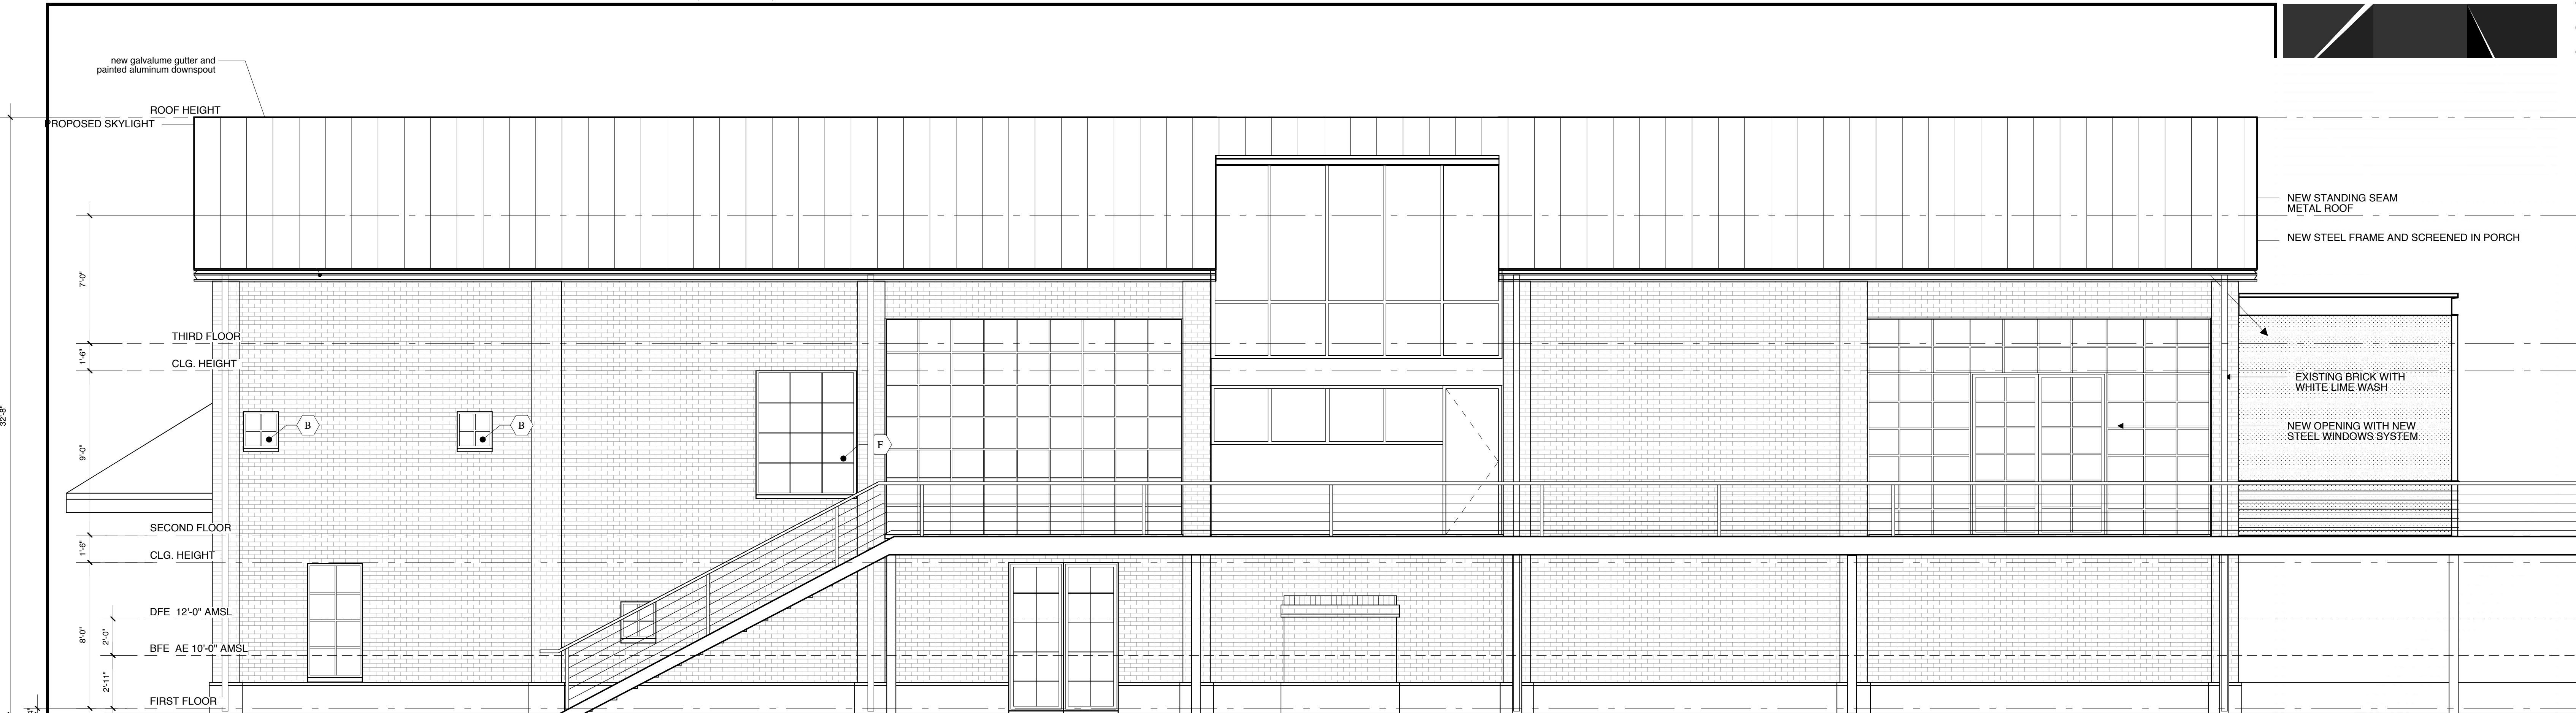 new galvalume gutter and
painted aluminum downspout
ROOF HEIGHT
PROPOSED SKYLIGHT
NEW STANDING SEAM
METAL ROOF
NEW STEEL FRAME AND SCREENED IN PORCH
7'-0"
THIRD FLOOR
1'-6"
CLG. HEIGHT
EXISTING BRICK WITH
WHITE LIME WASH
32'-8"
B
B
F
NEW OPENING WITH NEW
STEEL WINDOWS SYSTEM
9'-0"
SECOND FLOOR
1'-6"
CLG. HEIGHT
DFE 12'-0" AMSL
8'-0"
2'-0"
BFE AE 10'-0" AMSL
2'-11"
FIRST FLOOR